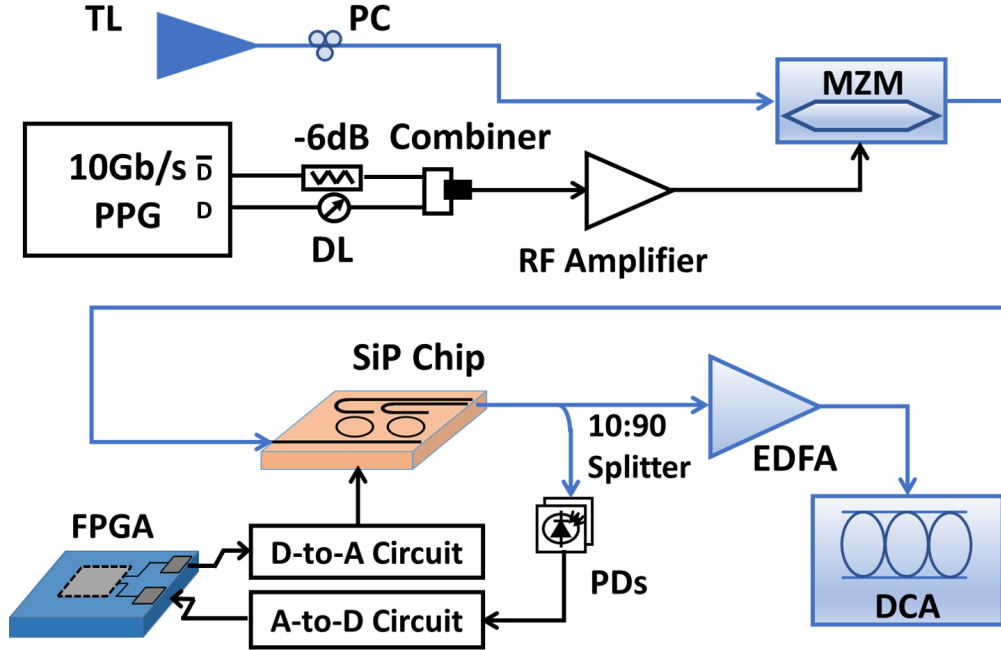 TL
PC
MZM
10Gb/s
PPG
D̅
D
-6dB
Combiner
DL
RF Amplifier
SiP Chip
10:90
Splitter
EDFA
FPGA
D-to-A Circuit
PDs
A-to-D Circuit
DCA